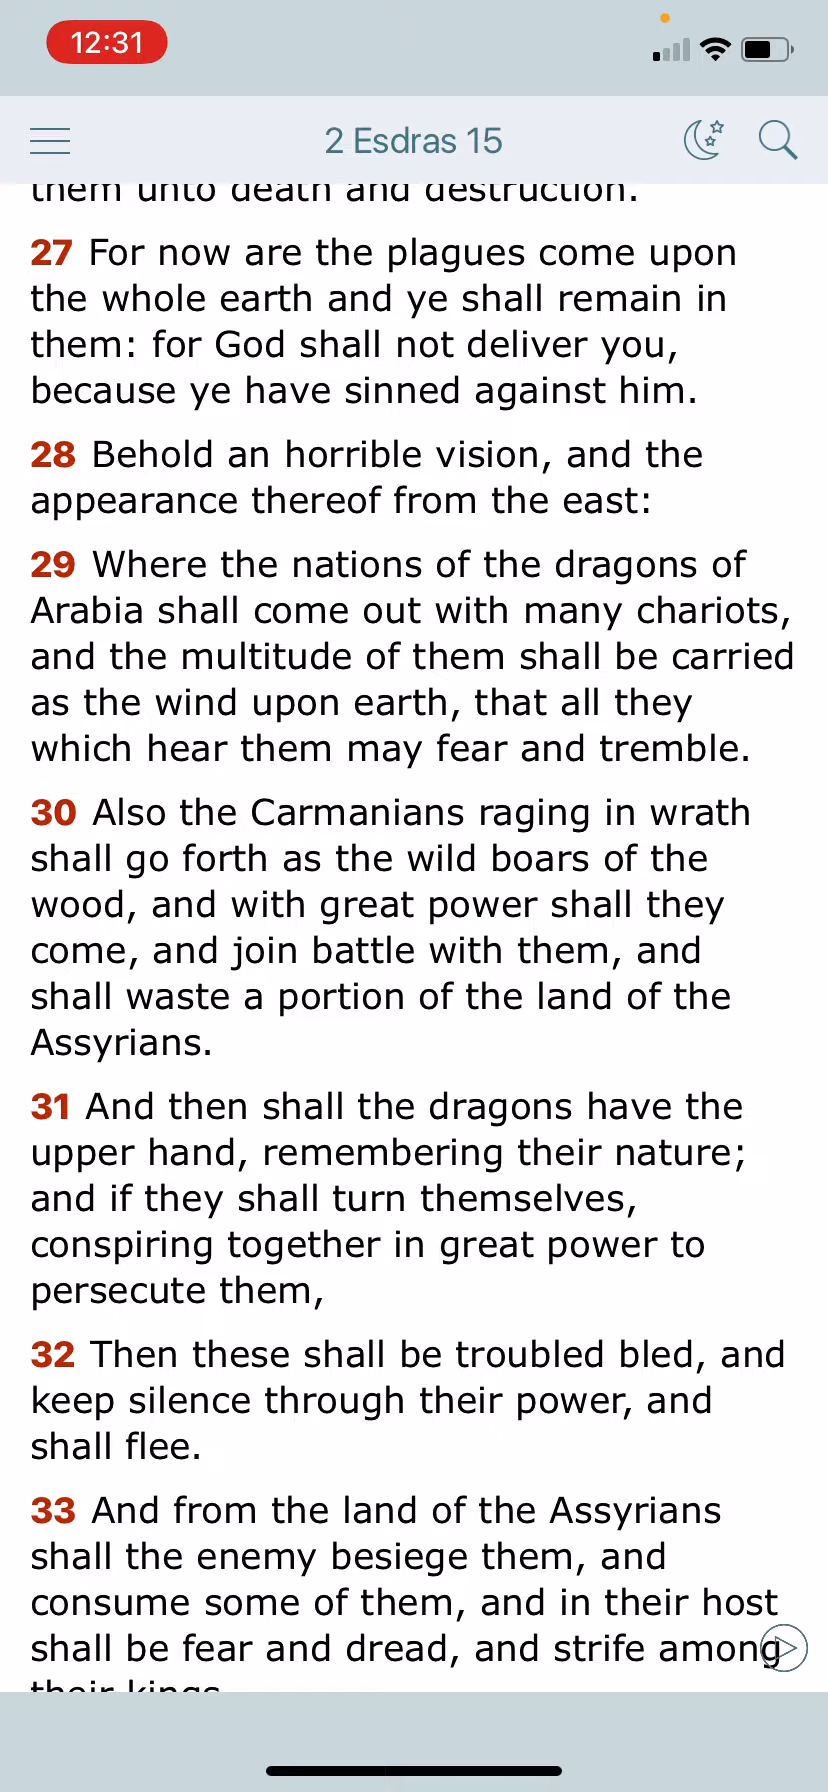 12:31
2 Esdras 15
them unto death and destruction.
27 For now are the plagues come upon
the whole earth and ye shall remain in
them: for God shall not deliver you,
because ye have sinned against him.
28 Behold an horrible vision, and the
appearance thereof from the east:
29 Where the nations of the dragons of
Arabia shall come out with many chariots,
and the multitude of them shall be carried
as the wind upon earth, that all they
which hear them may fear and tremble.
30 Also the Carmanians raging in wrath
shall go forth as the wild boars of the
wood, and with great power shall they
come, and join battle with them, and
shall waste a portion of the land of the
Assyrians.
31 And then shall the dragons have the
upper hand, remembering their nature;
and if they shall turn themselves,
conspiring together in great power to
persecute them,
32 Then these shall be troubled bled, and
keep silence through their power, and
shall flee.
33 And from the land of the Assyrians
shall the enemy besiege them, and
consume some of them, and in their host
shall be fear and dread, and strife among
their kings